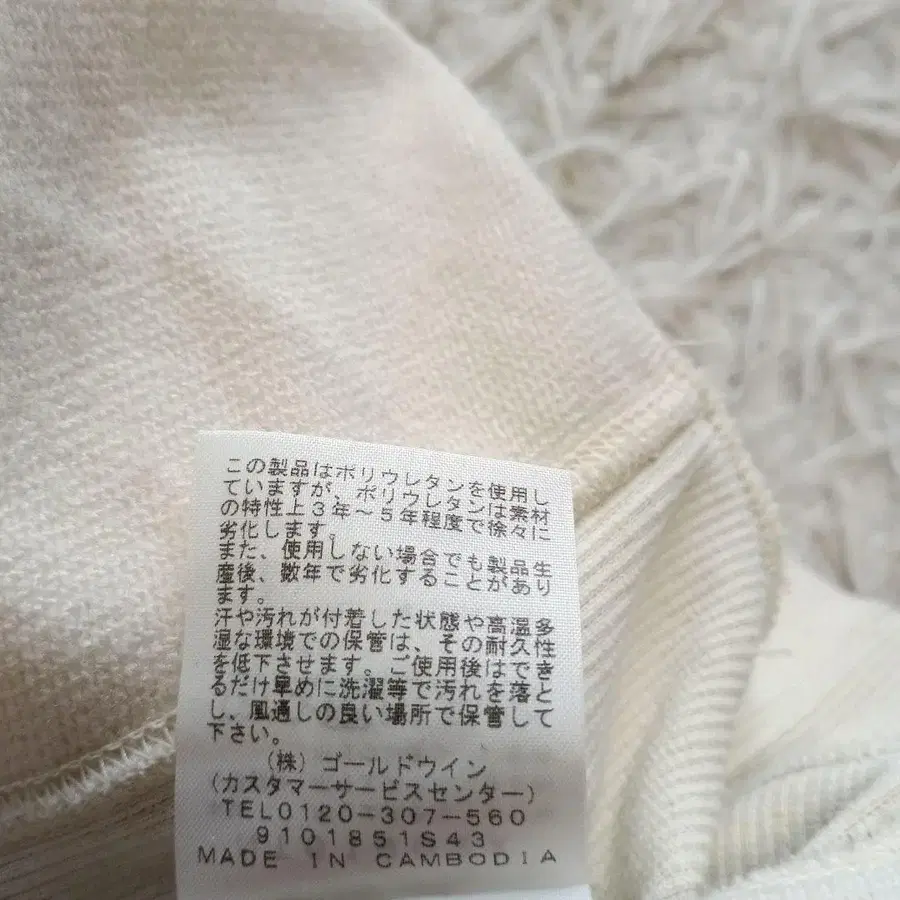 この製品はポリウレタンを使用し
ていますが、ポリウレタンは素材
の特性上3年～5年程度で徐々に
劣化します。
また、使用しない場合でも製品生
産後、数年で劣化することがあり
ます。
汗や汚れが付着した状態や高温多
湿な環境での保管は、その耐久性
を低下させます。ご使用後はでき
るだけ早めに洗濯等で汚れを落と
し、風通しの良い場所で保管して
下さい。
(株)ゴールドウイン
(カスタマーサービスセンター)
TEL0120-307-560
9101851S43
MADE IN CAMBODIA